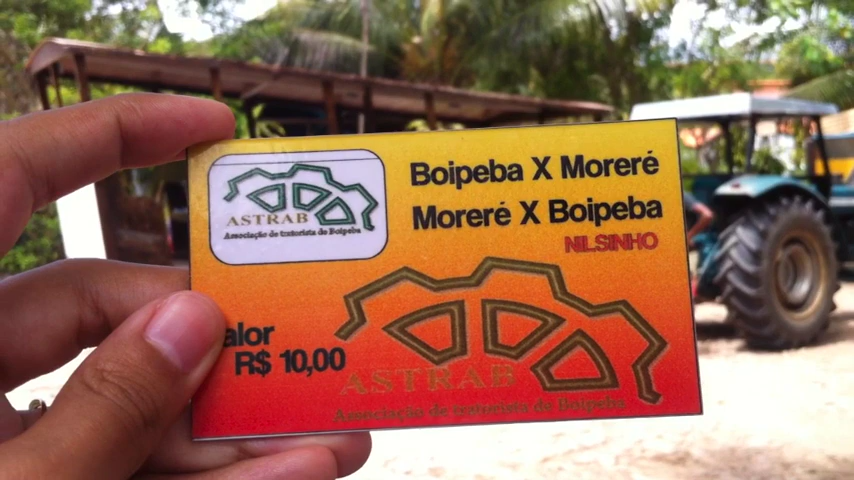 ASTRAB
Associação de tratorista de Boipeba
Boipeba X Moreré
Moreré X Boipeba
NILSINHO
alor
R$ 10,00
ASTRAB
Associação de tratorista de Boipeba